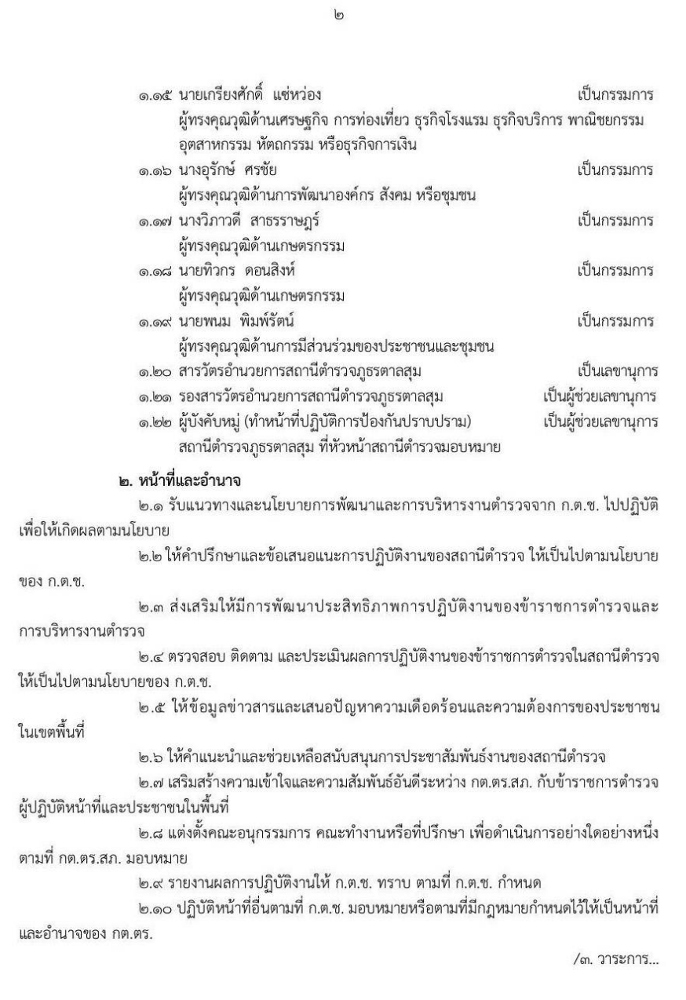 ๒
๑.๑๕ นายเกรียงศักดิ์ แซ่หว่อง เป็นกรรมการ
ผู้ทรงคุณวุฒิด้านเศรษฐกิจ การท่องเที่ยว ธุรกิจโรงแรม ธุรกิจบริการ พาณิชยกรรม
อุตสาหกรรม หัตถกรรม หรือธุรกิจการเงิน
๑.๑๖ นางอุรักษ์ ศรชัย เป็นกรรมการ
ผู้ทรงคุณวุฒิด้านการพัฒนาองค์กร สังคม หรือชุมชน
๑.๑๗ นางวิภาวดี สาธรราษฎร์ เป็นกรรมการ
ผู้ทรงคุณวุฒิด้านเกษตรกรรม
๑.๑๘ นายทิวกร ดอนสิงห์ เป็นกรรมการ
ผู้ทรงคุณวุฒิด้านเกษตรกรรม
๑.๑๙ นายพนม พิมพ์รัตน์ เป็นกรรมการ
ผู้ทรงคุณวุฒิด้านการมีส่วนร่วมของประชาชนและชุมชน
๑.๒๐ สารวัตรอำนวยการสถานีตำรวจภูธรตาลสุม เป็นเลขานุการ
๑.๒๑ รองสารวัตรอำนวยการสถานีตำรวจภูธรตาลสุม เป็นผู้ช่วยเลขานุการ
๑.๒๒ ผู้บังคับหมู่ (ทำหน้าที่ปฏิบัติการป้องกันปราบปราม) เป็นผู้ช่วยเลขานุการ
สถานีตำรวจภูธรตาลสุม ที่หัวหน้าสถานีตำรวจมอบหมาย
๒. หน้าที่และอำนาจ
๒.๑ รับแนวทางและนโยบายการพัฒนาและการบริหารงานตำรวจจาก ก.ต.ช. ไปปฏิบัติ
เพื่อให้เกิดผลตามนโยบาย
๒.๒ ให้คำปรึกษาและข้อเสนอแนะการปฏิบัติงานของสถานีตำรวจ ให้เป็นไปตามนโยบาย
ของ ก.ต.ช.
๒.๓ ส่งเสริมให้มีการพัฒนาประสิทธิภาพการปฏิบัติงานของข้าราชการตำรวจและ
การบริหารงานตำรวจ
๒.๔ ตรวจสอบ ติดตาม และประเมินผลการปฏิบัติงานของข้าราชการตำรวจในสถานีตำรวจ
ให้เป็นไปตามนโยบายของ ก.ต.ช.
๒.๕ ให้ข้อมูลข่าวสารและเสนอปัญหาความเดือดร้อนและความต้องการของประชาชน
ในเขตพื้นที่
๒.๖ ให้คำแนะนำและช่วยเหลือสนับสนุนการประชาสัมพันธ์งานของสถานีตำรวจ
๒.๗ เสริมสร้างความเข้าใจและความสัมพันธ์อันดีระหว่าง กต.ตร.สภ. กับข้าราชการตำรวจ
ผู้ปฏิบัติหน้าที่และประชาชนในพื้นที่
๒.๘ แต่งตั้งคณะอนุกรรมการ คณะทำงานหรือที่ปรึกษา เพื่อดำเนินการอย่างใดอย่างหนึ่ง
ตามที่ กต.ตร.สภ. มอบหมาย
๒.๙ รายงานผลการปฏิบัติงานให้ ก.ต.ช. ทราบ ตามที่ ก.ต.ช. กำหนด
๒.๑๐ ปฏิบัติหน้าที่อื่นตามที่ ก.ต.ช. มอบหมายหรือตามที่มีกฎหมายกำหนดไว้ให้เป็นหน้าที่
และอำนาจของ กต.ตร.
/๓. วาระการ...